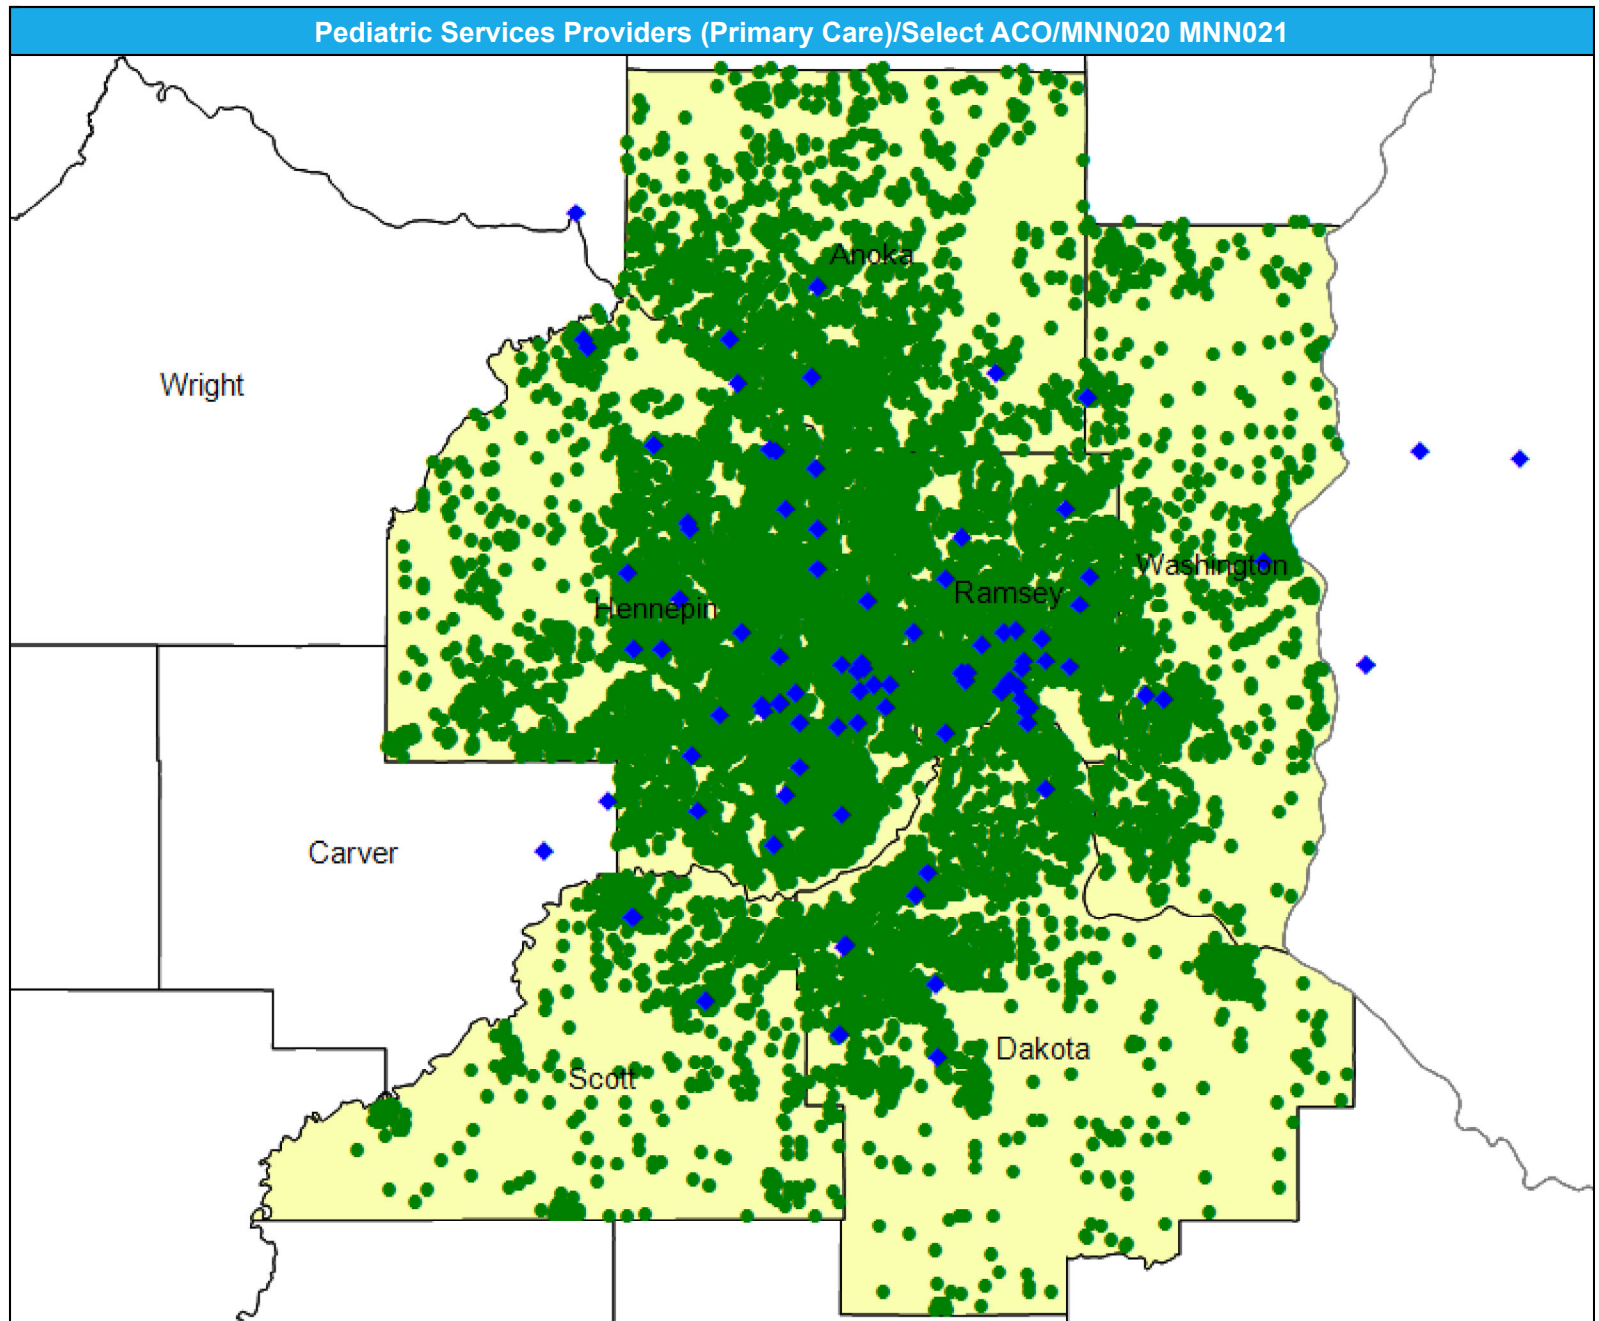 Pediatric Services Providers (Primary Care)/Select ACO/MNN020 MNN021
Anoka
Wright
Washington
Ramsey
Hennepin
Carver
Dakota
Scott